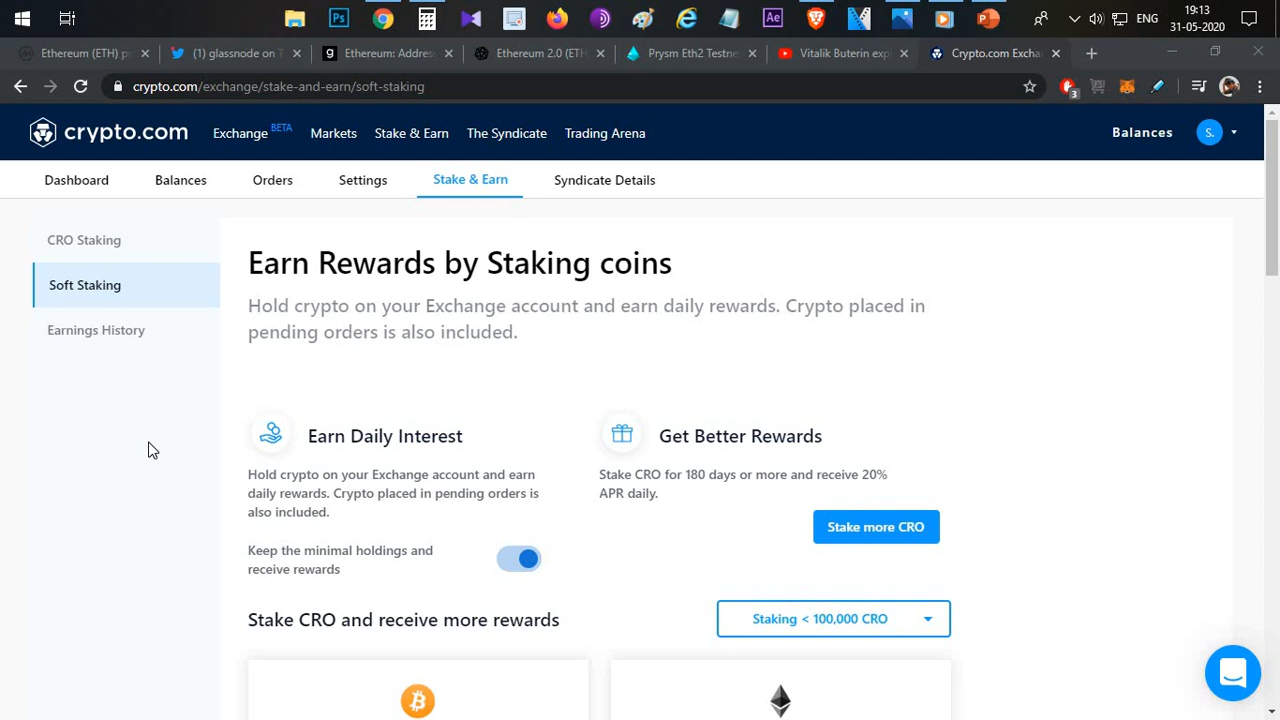 Ps
Ae
ENG
19:13
31-05-2020
Ethereum (ETH) pr
(1) glassnode on T
Ethereum: Addres
Ethereum 2.0 (ETH
Prysm Eth2 Testne
Vitalik Buterin exp
Crypto.com Excha
crypto.com/exchange/stake-and-earn/soft-staking
3
crypto.com
Exchange BETA
Markets
Stake & Earn
The Syndicate
Trading Arena
Balances
S.
Dashboard
Balances
Orders
Settings
Stake & Earn
Syndicate Details
CRO Staking
Soft Staking
Earnings History
Earn Rewards by Staking coins
Hold crypto on your Exchange account and earn daily rewards. Crypto placed in
pending orders is also included.
Earn Daily Interest
Hold crypto on your Exchange account and earn
daily rewards. Crypto placed in pending orders is
also included.
Keep the minimal holdings and
receive rewards
Get Better Rewards
Stake CRO for 180 days or more and receive 20%
APR daily.
Stake more CRO
Stake CRO and receive more rewards
Staking < 100,000 CRO